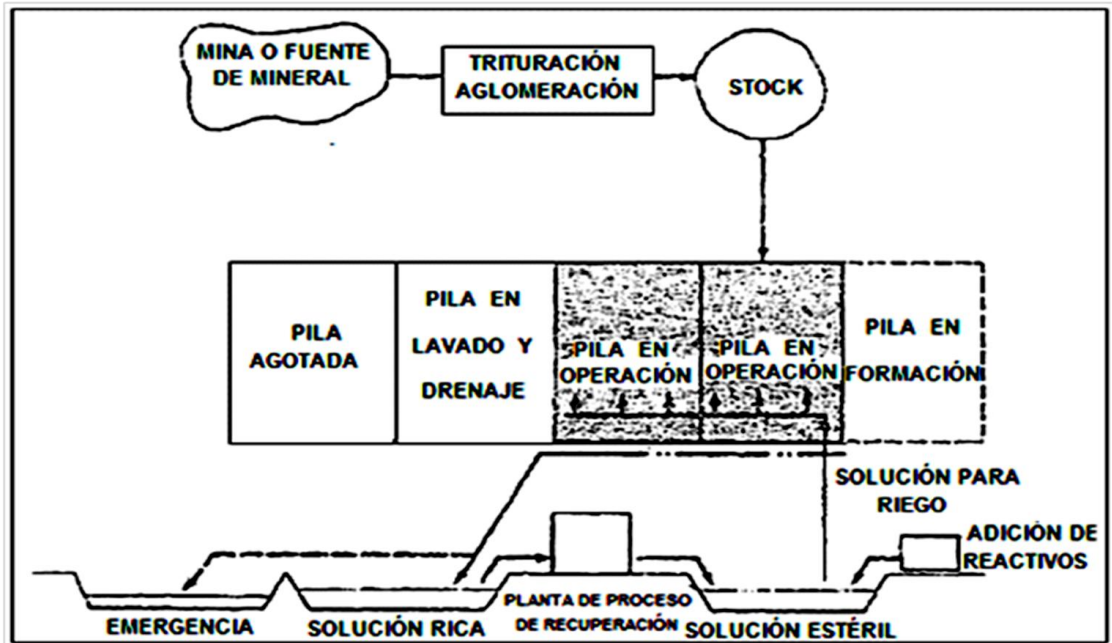 MINA O FUENTE
DE MINERAL
TRITURACIÓN
AGLOMERACIÓN
STOCK
PILA
AGOTADA
PILA EN
LAVADO Y
DRENAJE
PILA EN
OPERACIÓN
PILA EN
OPERACIÓN
PILA EN
FORMACIÓN
SOLUCIÓN PARA
RIEGO
ADICIÓN DE
REACTIVOS
EMERGENCIA
SOLUCIÓN RICA
PLANTA DE PROCESO
DE RECUPERACIÓN
SOLUCIÓN ESTÉRIL